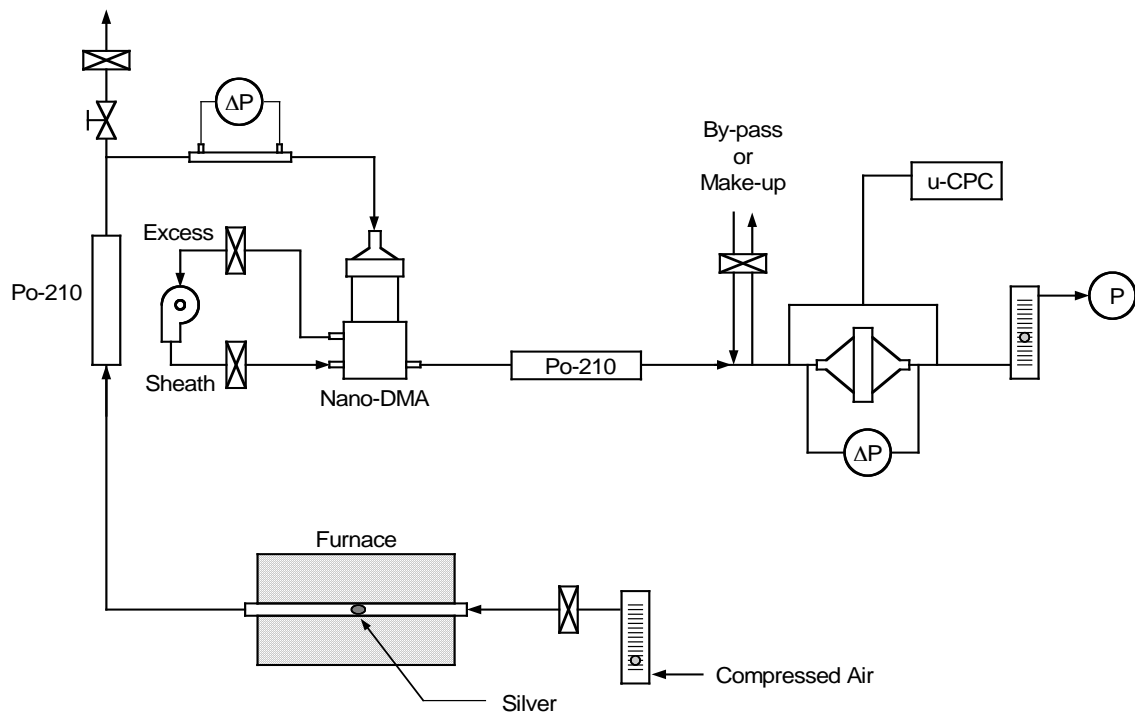 ΔP
By-pass
or
Make-up
u-CPC
Excess
Po-210
P
Sheath
Po-210
Nano-DMA
ΔP
Furnace
Compressed Air
Silver